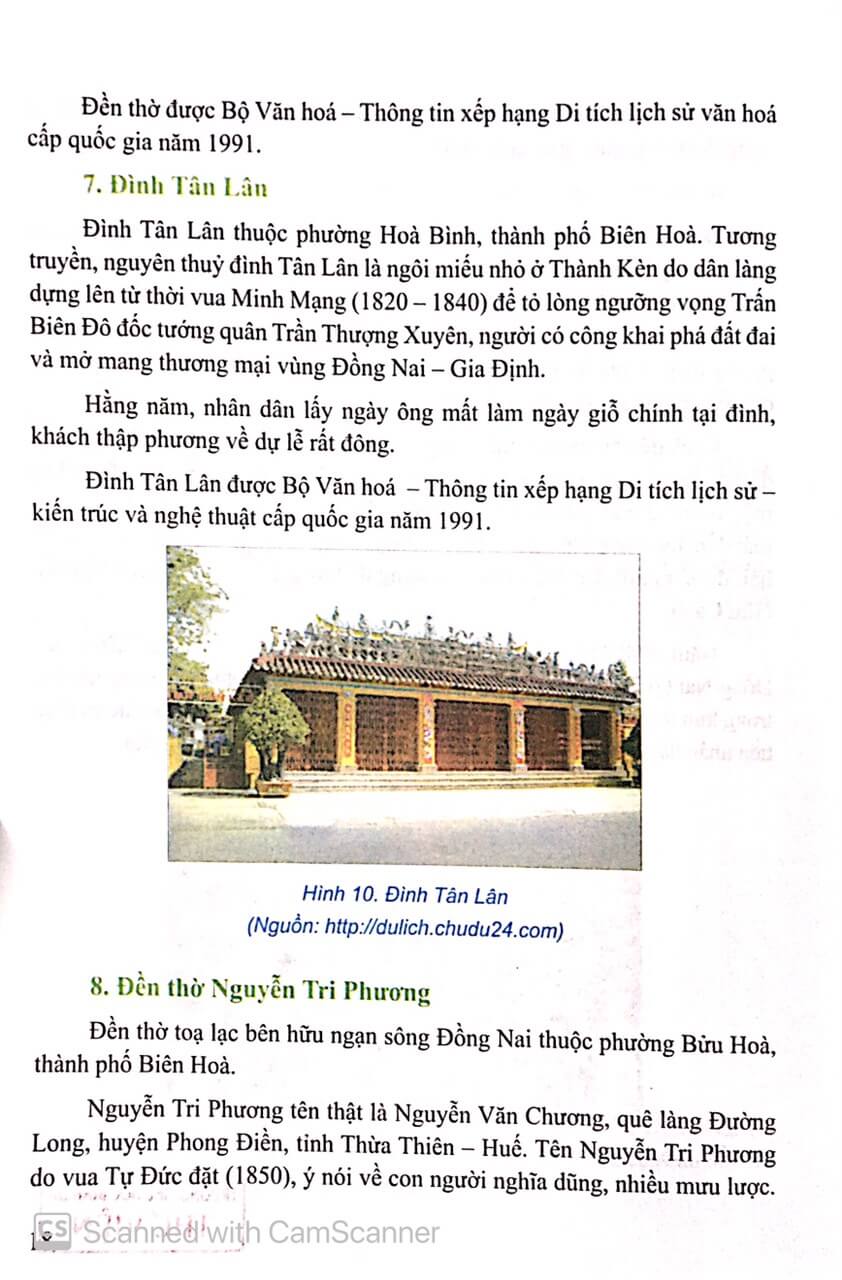 Đền thờ được Bộ Văn hoá – Thông tin xếp hạng Di tích lịch sử văn hoá
cấp quốc gia năm 1991.
7. Đình Tân Lân
Đình Tân Lân thuộc phường Hoà Bình, thành phố Biên Hoà. Tương
truyền, nguyên thuỷ đình Tân Lân là ngôi miếu nhỏ ở Thành Kèn do dân làng
dựng lên từ thời vua Minh Mạng (1820 – 1840) để tỏ lòng ngưỡng vọng Trấn
Biên Đô đốc tướng quân Trần Thượng Xuyên, người có công khai phá đất đai
và mở mang thương mại vùng Đồng Nai – Gia Định.
Hằng năm, nhân dân lấy ngày ông mất làm ngày giỗ chính tại đình,
khách thập phương về dự lễ rất đông.
Đình Tân Lân được Bộ Văn hoá – Thông tin xếp hạng Di tích lịch sử –
kiến trúc và nghệ thuật cấp quốc gia năm 1991.
Hình 10. Đình Tân Lân
(Nguồn: http://dulich.chudu24.com)
8. Đền thờ Nguyễn Tri Phương
Đền thờ toạ lạc bên hữu ngạn sông Đồng Nai thuộc phường Bửu Hoà,
thành phố Biên Hoà.
Nguyễn Tri Phương tên thật là Nguyễn Văn Chương, quê làng Đường
Long, huyện Phong Điền, tỉnh Thừa Thiên – Huế. Tên Nguyễn Tri Phương
do vua Tự Đức đặt (1850), ý nói về con người nghĩa dũng, nhiều mưu lược.
CS Scanned with CamScanner